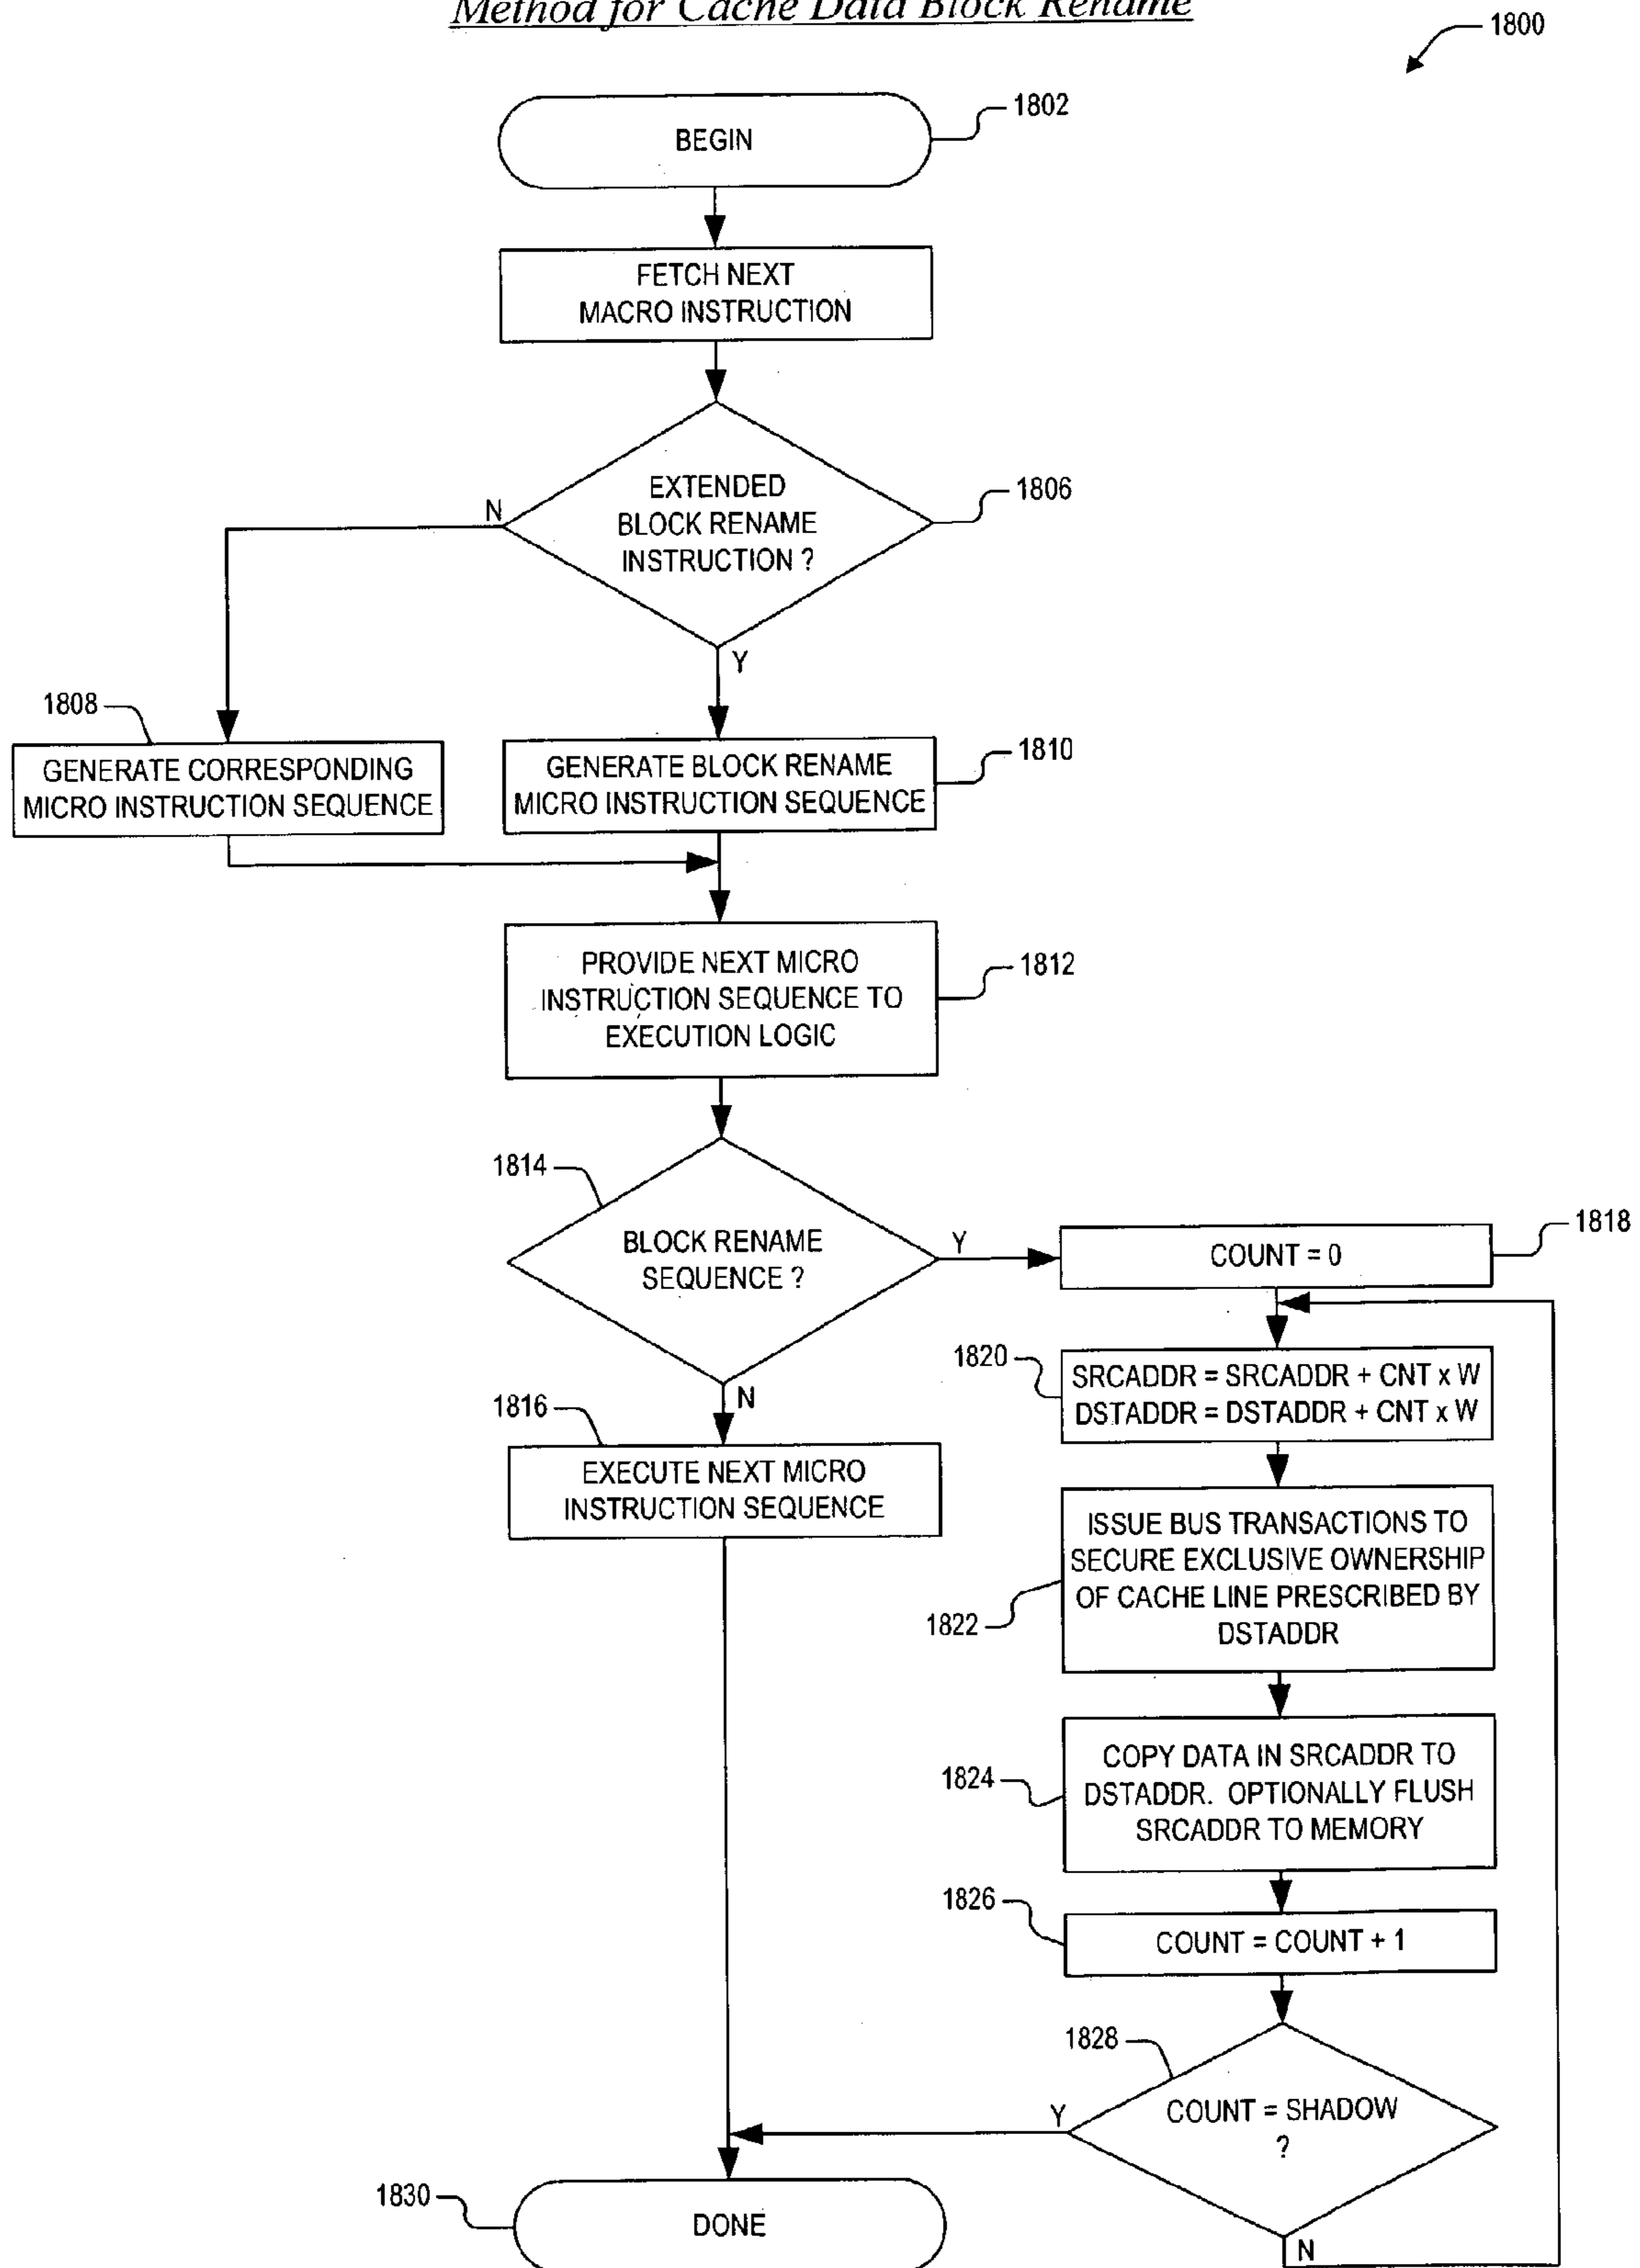 Method for Cache Data Block Rename
1800
BEGIN
1802
FETCH NEXT
MACRO INSTRUCTION
EXTENDED
BLOCK RENAME
INSTRUCTION ?
1806
N
Y
1808
GENERATE CORRESPONDING
MICRO INSTRUCTION SEQUENCE
GENERATE BLOCK RENAME
MICRO INSTRUCTION SEQUENCE
1810
PROVIDE NEXT MICRO
INSTRUCTION SEQUENCE TO
EXECUTION LOGIC
1812
1814
BLOCK RENAME
SEQUENCE ?
Y
N
COUNT = 0
1818
1820
SRCADDR = SRCADDR + CNT x W
DSTADDR = DSTADDR + CNT x W
1816
EXECUTE NEXT MICRO
INSTRUCTION SEQUENCE
ISSUE BUS TRANSACTIONS TO
SECURE EXCLUSIVE OWNERSHIP
OF CACHE LINE PRESCRIBED BY
DSTADDR
1822
COPY DATA IN SRCADDR TO
DSTADDR. OPTIONALLY FLUSH
SRCADDR TO MEMORY
1824
1826
COUNT = COUNT + 1
1828
COUNT = SHADOW
?
Y
N
1830
DONE